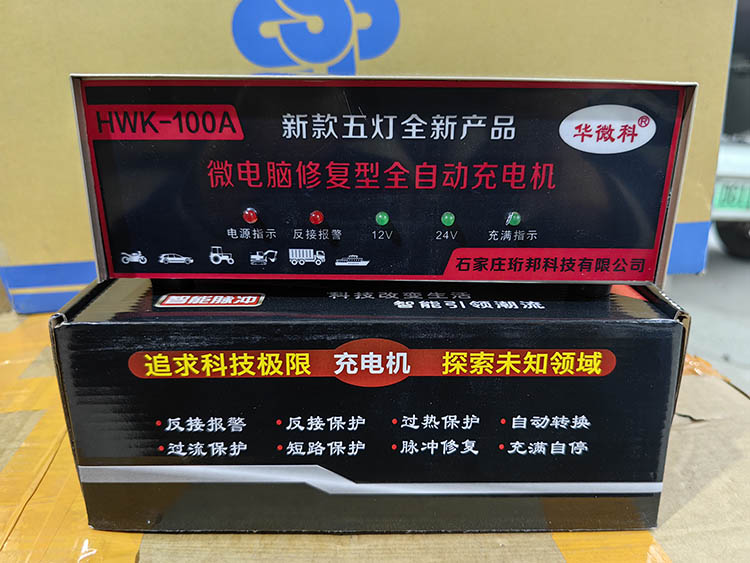 HWK-100A
新款五灯全新产品
华微科®
微电脑修复型全自动充电机
电源指示 反接报警 12V 24V 充满指示
石家庄珩邦科技有限公司
智能脉冲
科技改变生活
智能引领潮流
追求科技极限 充电机 探索未知领域
•反接报警 •反接保护 •过热保护 •自动转换
•过流保护 •短路保护 •脉冲修复 •充满自停